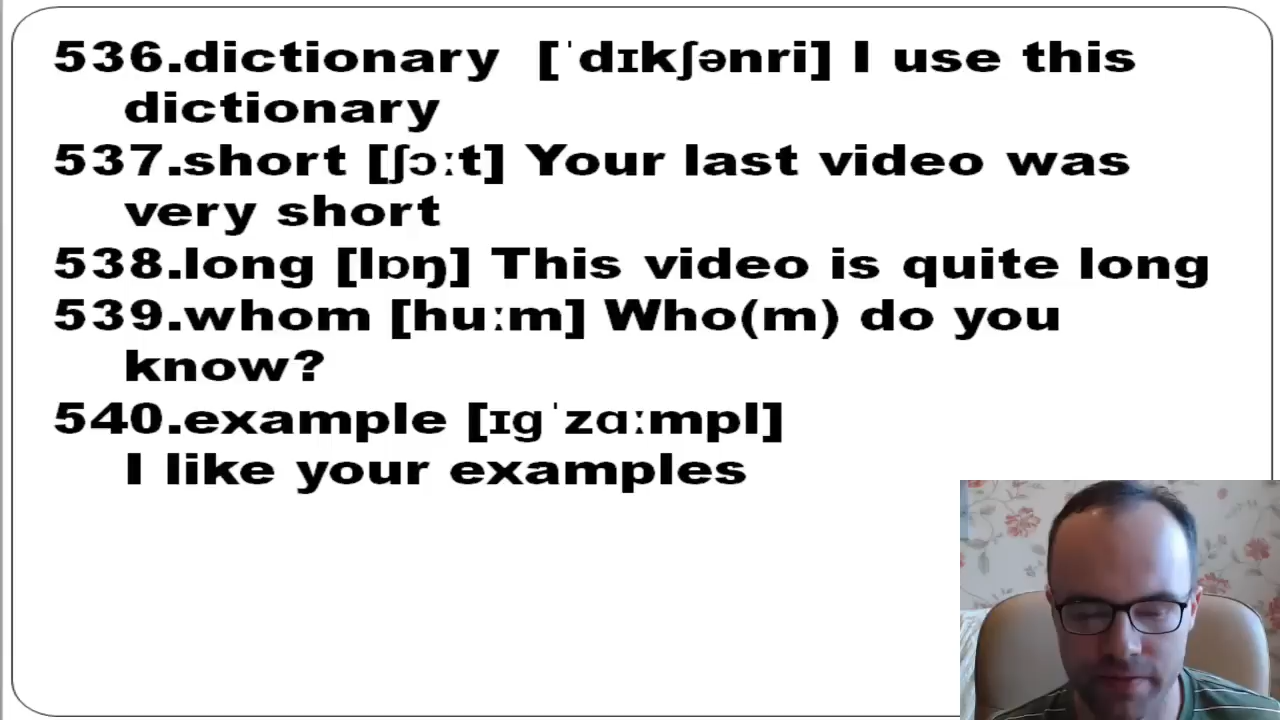 536.dictionary [ˈdɪkʃənri] I use this
dictionary
537.short [ʃɔːt] Your last video was
very short
538.long [lɒŋ] This video is quite long
539.whom [huːm] Who(m) do you
know?
540.example [ɪgˈzɑːmpl]
I like your examples